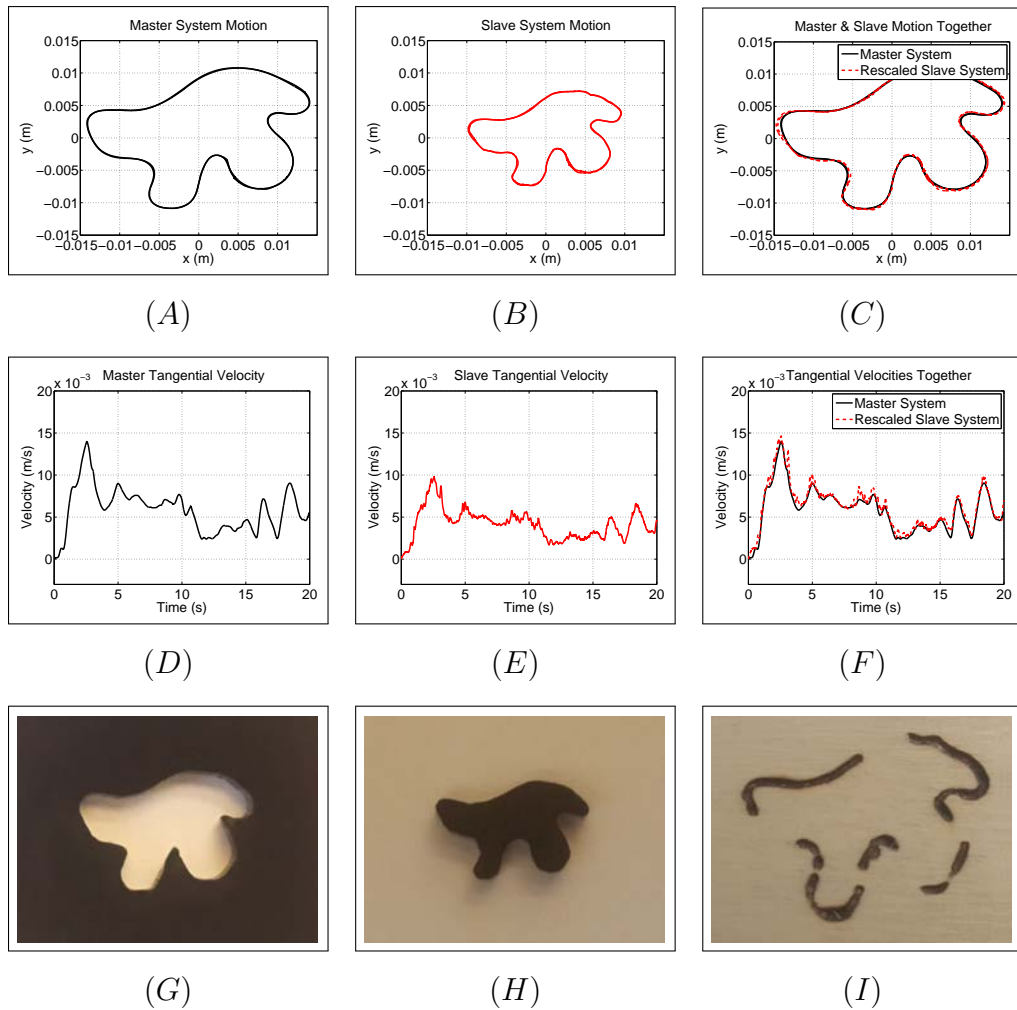 Master System Motion
0.015
0.01
0.005
0
−0.005
−0.01
−0.015
−0.015−0.01−0.005 0 0.005 0.01
y (m)
x (m)
(A)
Slave System Motion
0.015
0.01
0.005
0
−0.005
−0.01
−0.015
−0.015−0.01−0.005 0 0.005 0.01
y (m)
x (m)
(B)
Master & Slave Motion Together
Master System
Rescaled Slave System
0.015
0.01
0.005
0
−0.005
−0.01
−0.015
−0.015−0.01−0.005 0 0.005 0.01
y (m)
x (m)
(C)
x 10−3 Master Tangential Velocity
20
15
10
5
0
0 5 10 15 20
Velocity (m/s)
Time (s)
(D)
x 10−3 Slave Tangential Velocity
20
15
10
5
0
0 5 10 15 20
Velocity (m/s)
Time (s)
(E)
x 10−3 Tangential Velocities Together
Master System
Rescaled Slave System
20
15
10
5
0
0 5 10 15 20
Velocity (m/s)
Time (s)
(F)
(G)
(H)
(I)